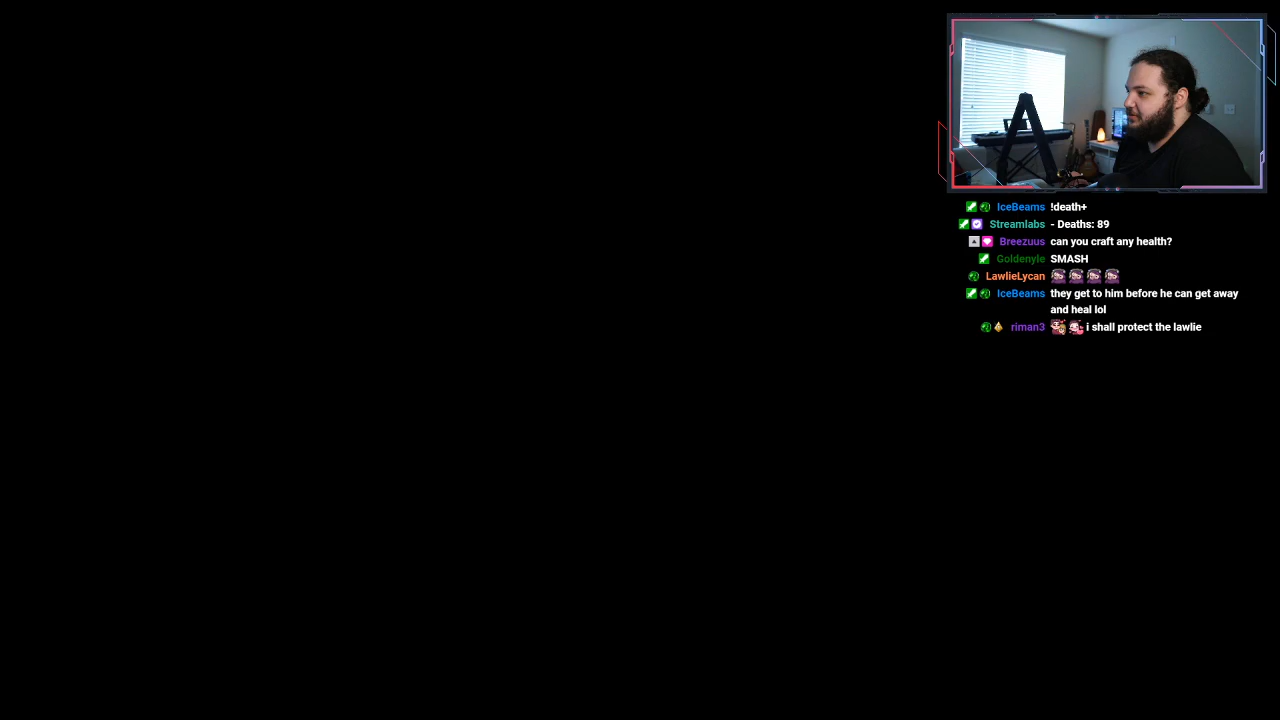 IceBeams !death+
Streamlabs - Deaths: 89
Breezuus can you craft any health?
Goldenyle SMASH
LawlieLycan
IceBeams they get to him before he can get away
and heal lol
riman3 i shall protect the lawlie